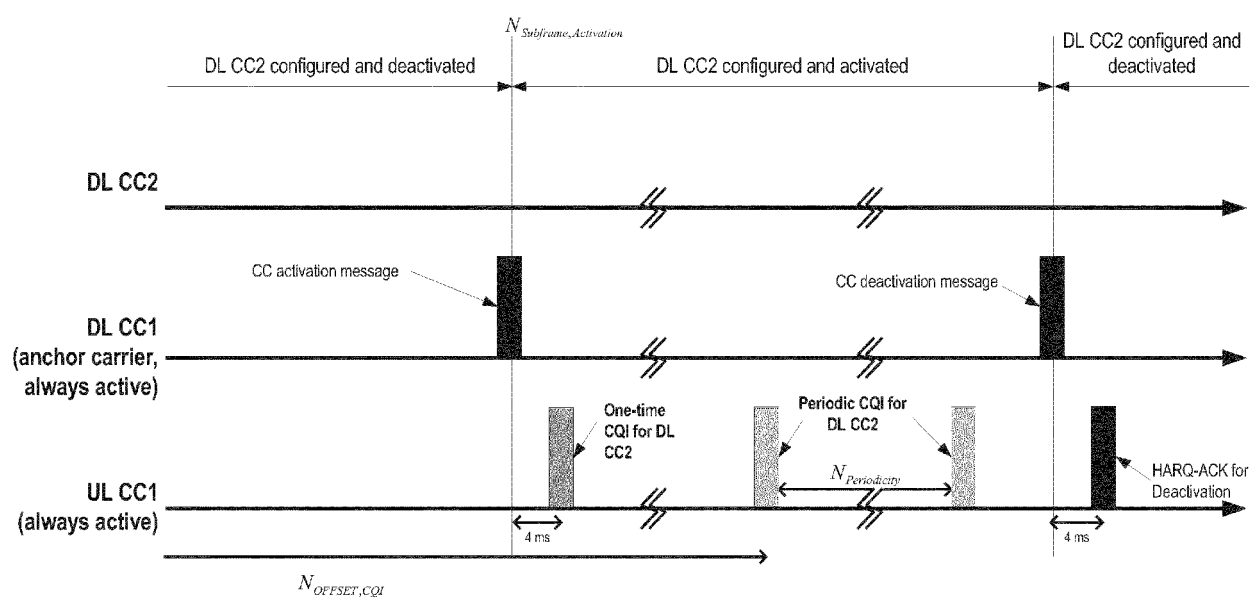 N_Subframe,Activation
DL CC2 configured and deactivated
DL CC2 configured and activated
DL CC2 configured and
deactivated
DL CC2
CC activation message
CC deactivation message
DL CC1
(anchor carrier,
always active)
One-time
CQI for DL
CC2
Periodic CQI for
DL CC2
N_Periodicity
HARQ-ACK for
Deactivation
UL CC1
(always active)
4 ms
4 ms
N_OFFSET,CQI